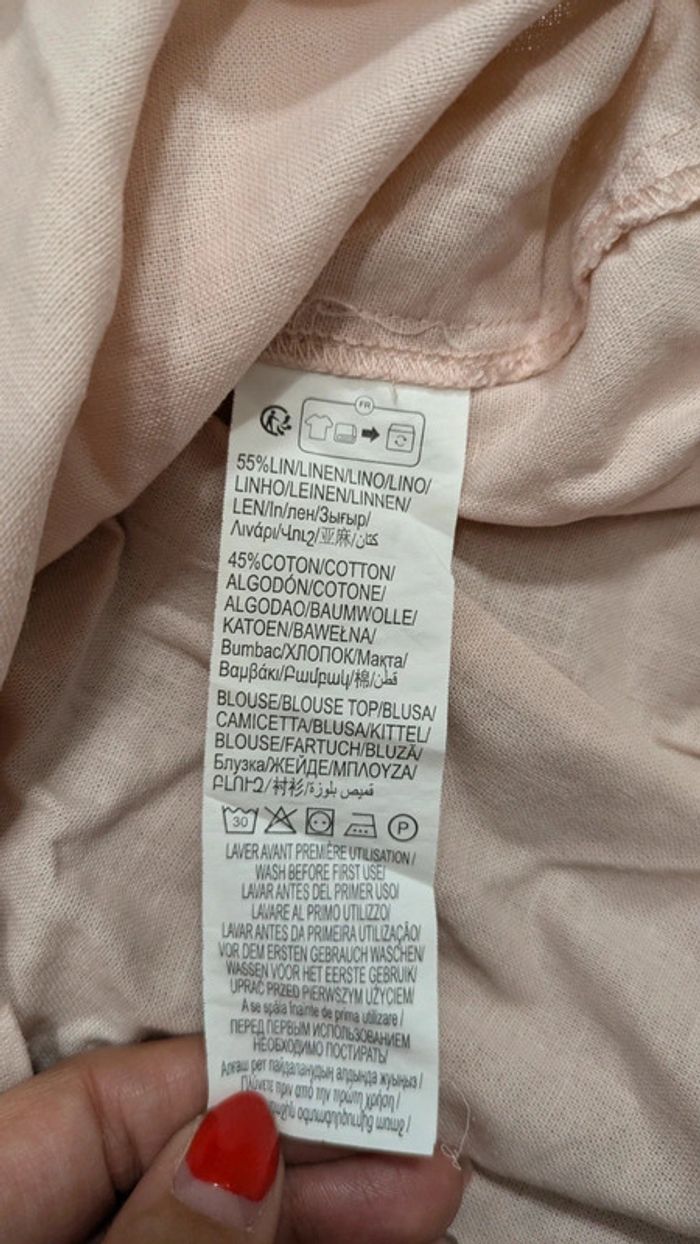 FR
55%LIN/LINEN/LINO/LINO/
LINHO/LEINEN/LINNEN/
LEN/In/лен/Зығыр/
Λινάρι/Վուշ/亚麻/كتان
45%COTON/COTTON/
ALGODÓN/COTONE/
ALGODAO/BAUMWOLLE/
KATOEN/BAWEŁNA/
Bumbac/ХЛОПОК/Мақта/
Βαμβάκι/Բամբակ/棉/قطن
BLOUSE/BLOUSE TOP/BLUSA/
CAMICETTA/BLUSA/KITTEL/
BLOUSE/FARTUCH/BLUZĂ/
Блузка/ЖЕЙДЕ/ΜΠΛΟΥΖΑ/
ԲԼՈՒԶ/衬衫/قميص بلوزة
30
P
LAVER AVANT PREMIÈRE UTILISATION/
WASH BEFORE FIRST USE/
LAVAR ANTES DEL PRIMER USO/
LAVARE AL PRIMO UTILIZZO/
LAVAR ANTES DA PRIMEIRA UTILIZAÇÃO/
VOR DEM ERSTEN GEBRAUCH WASCHEN/
WASSEN VOOR HET EERSTE GEBRUIK/
UPRAĆ PRZED PIERWSZYM UŻYCIEM/
A se spăla înainte de prima utilizare/
ПЕРЕД ПЕРВЫМ ИСПОЛЬЗОВАНИЕМ
НЕОБХОДИМО ПОСТИРАТЬ/
Алғаш рет пайдаланудың алдында жуыңыз/
Πλύνετε πριν από την πρώτη χρήση/
օգտագործումից առաջ/